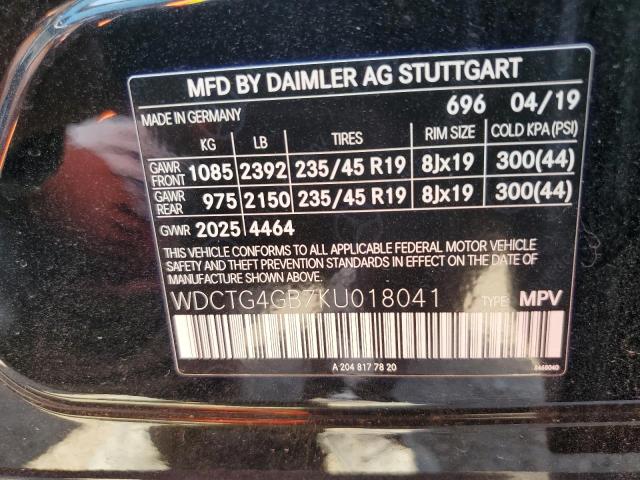 MFD BY DAIMLER AG STUTTGART
696 04/19
MADE IN GERMANY
KG LB TIRES RIM SIZE COLD KPA (PSI)
GAWR FRONT 1085 2392 235/45 R19 8Jx19 300(44)
GAWR REAR 975 2150 235/45 R19 8Jx19 300(44)
GVWR 2025 4464
THIS VEHICLE CONFORMS TO ALL APPLICABLE FEDERAL MOTOR VEHICLE
SAFETY AND THEFT PREVENTION STANDARDS IN EFFECT ON THE DATE OF
WDCTG4GB7KU018041 TYPE: MPV
A 204 817 78 20